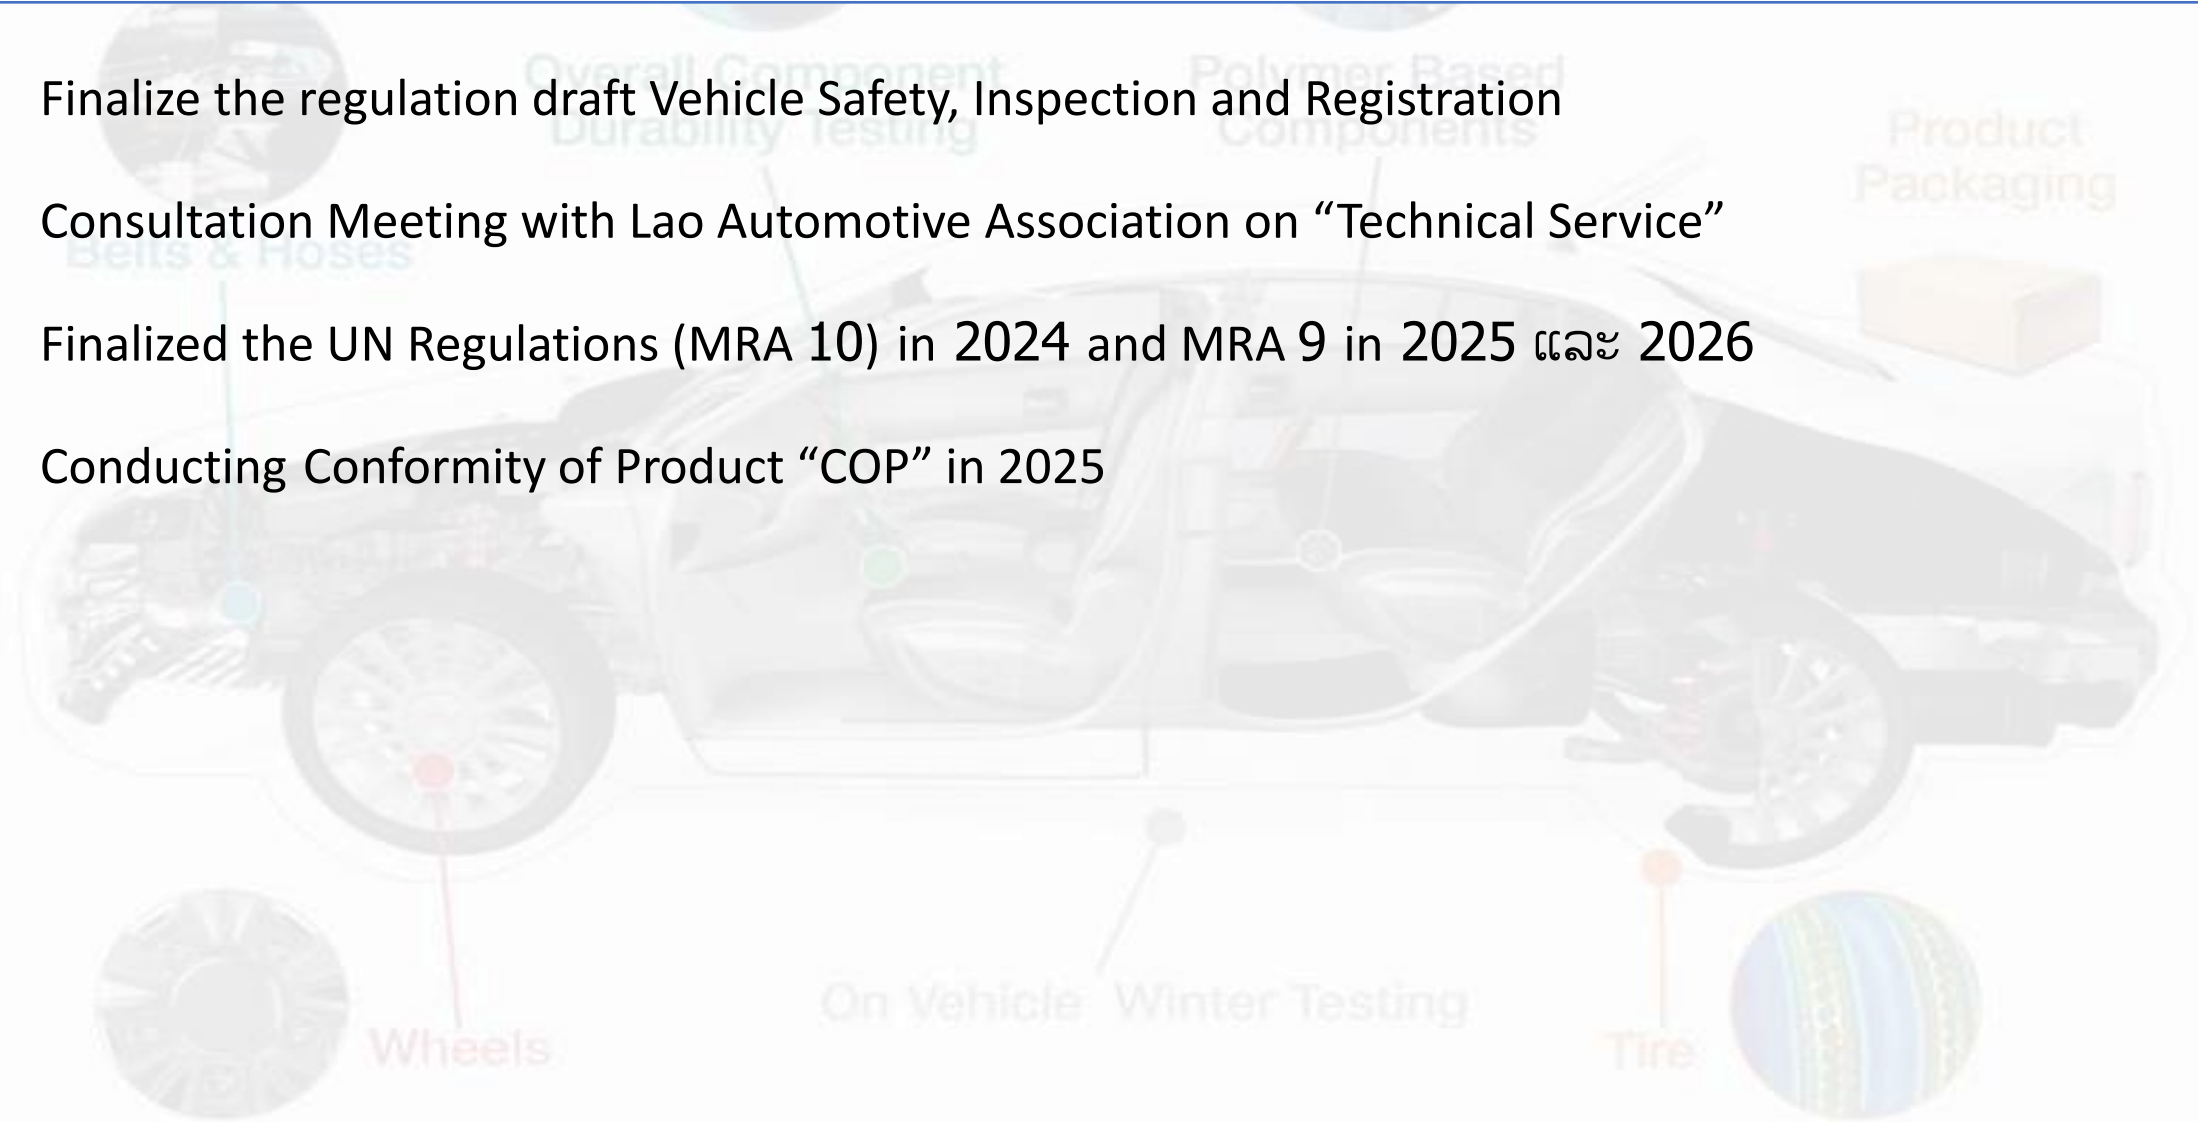 Finalize the regulation draft Vehicle Safety, Inspection and Registration
Consultation Meeting with Lao Automotive Association on “Technical Service”
Finalized the UN Regulations (MRA 10) in 2024 and MRA 9 in 2025 ແລະ 2026
Conducting Conformity of Product “COP” in 2025
Overall Component
Durability Testing
Polymer Based
Components
Product
Packaging
Belts & Hoses
On Vehicle Winter Testing
Wheels
Tire